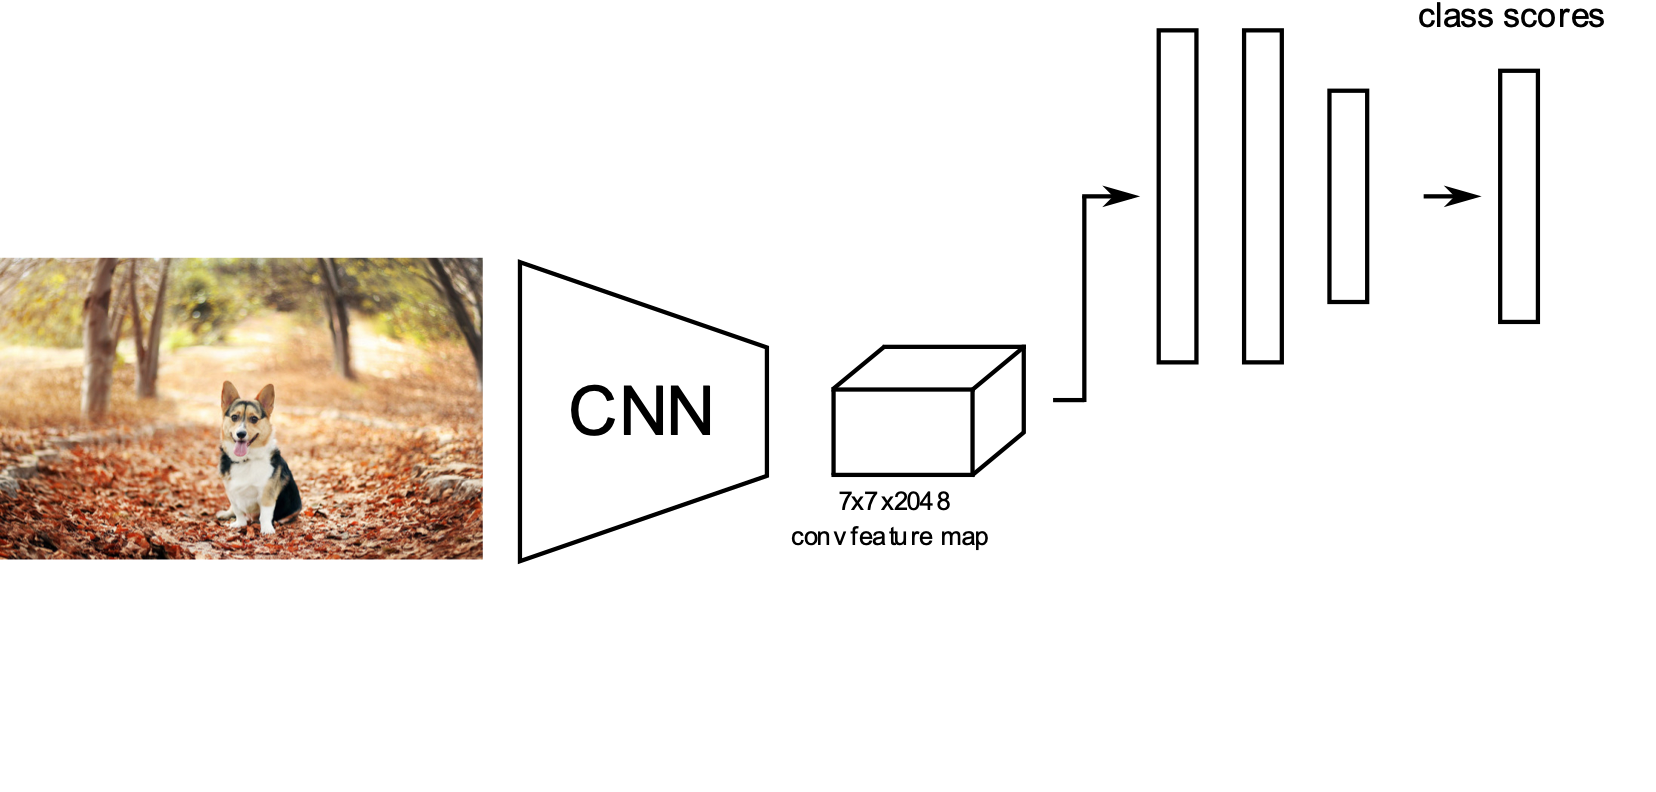 class scores
CNN
7x7x2048
conv feature map